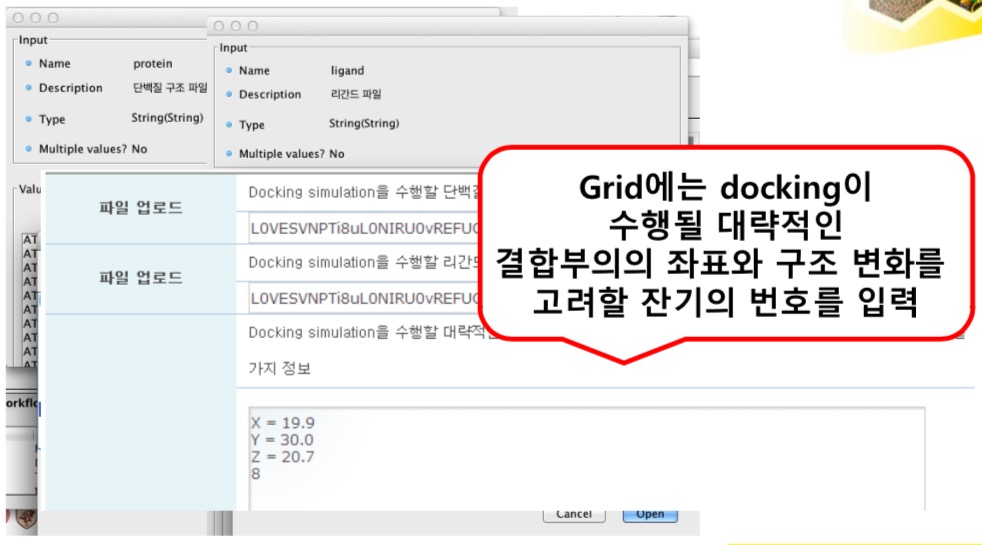 Input
Name protein
Description 단백질 구조 파일
Type String(String)
Multiple values? No
Valu
AT
AT
AT
AT
AT
AT
AT
AT
AT
AT
orkflo
Input
Name ligand
Description 리간드 파일
Type String(String)
Multiple values? No
파일 업로드
Docking simulation을 수행할 단백질
L0VESVNPTi8uL0NIRU0vREFUC
파일 업로드
Docking simulation을 수행할 리간드
L0VESVNPTi8uL0NIRU0vREFUC
Docking simulation을 수행할 대략적
가지 정보
X = 19.9
Y = 30.0
Z = 20.7
8
Cancel Open
Grid에는 docking이
수행될 대략적인
결합부의의 좌표와 구조 변화를
고려할 잔기의 번호를 입력